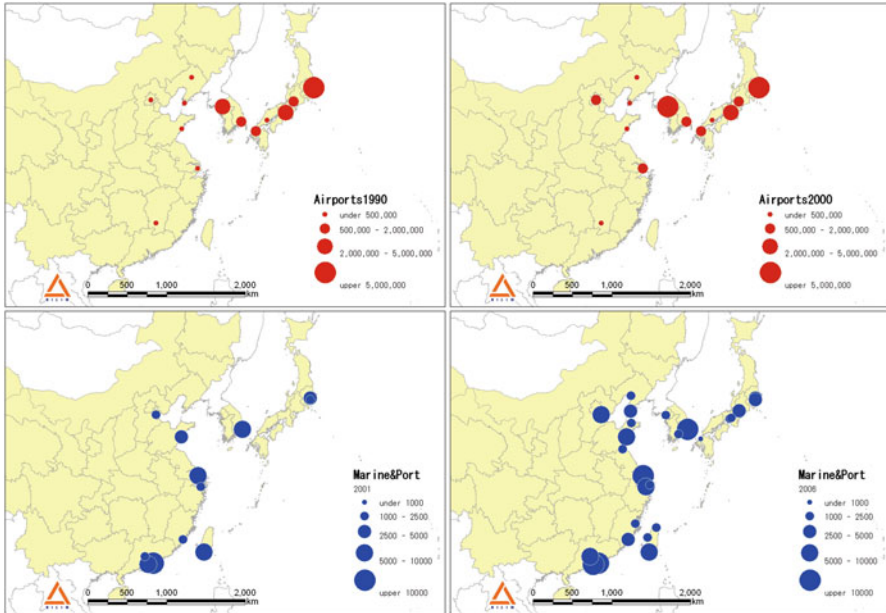 Airports1990
under 500,000
500,000 - 2,000,000
2,000,000 - 5,000,000
upper 5,000,000
0 500 1,000 2,000
km
Airports2000
under 500,000
500,000 - 2,000,000
2,000,000 - 5,000,000
upper 5,000,000
0 500 1,000 2,000
km
Marine&Port
2001
under 1000
1000 - 2500
2500 - 5000
5000 - 10000
upper 10000
0 500 1,000 2,000
km
Marine&Port
2006
under 1000
1000 - 2500
2500 - 5000
5000 - 10000
upper 10000
0 500 1,000 2,000
km